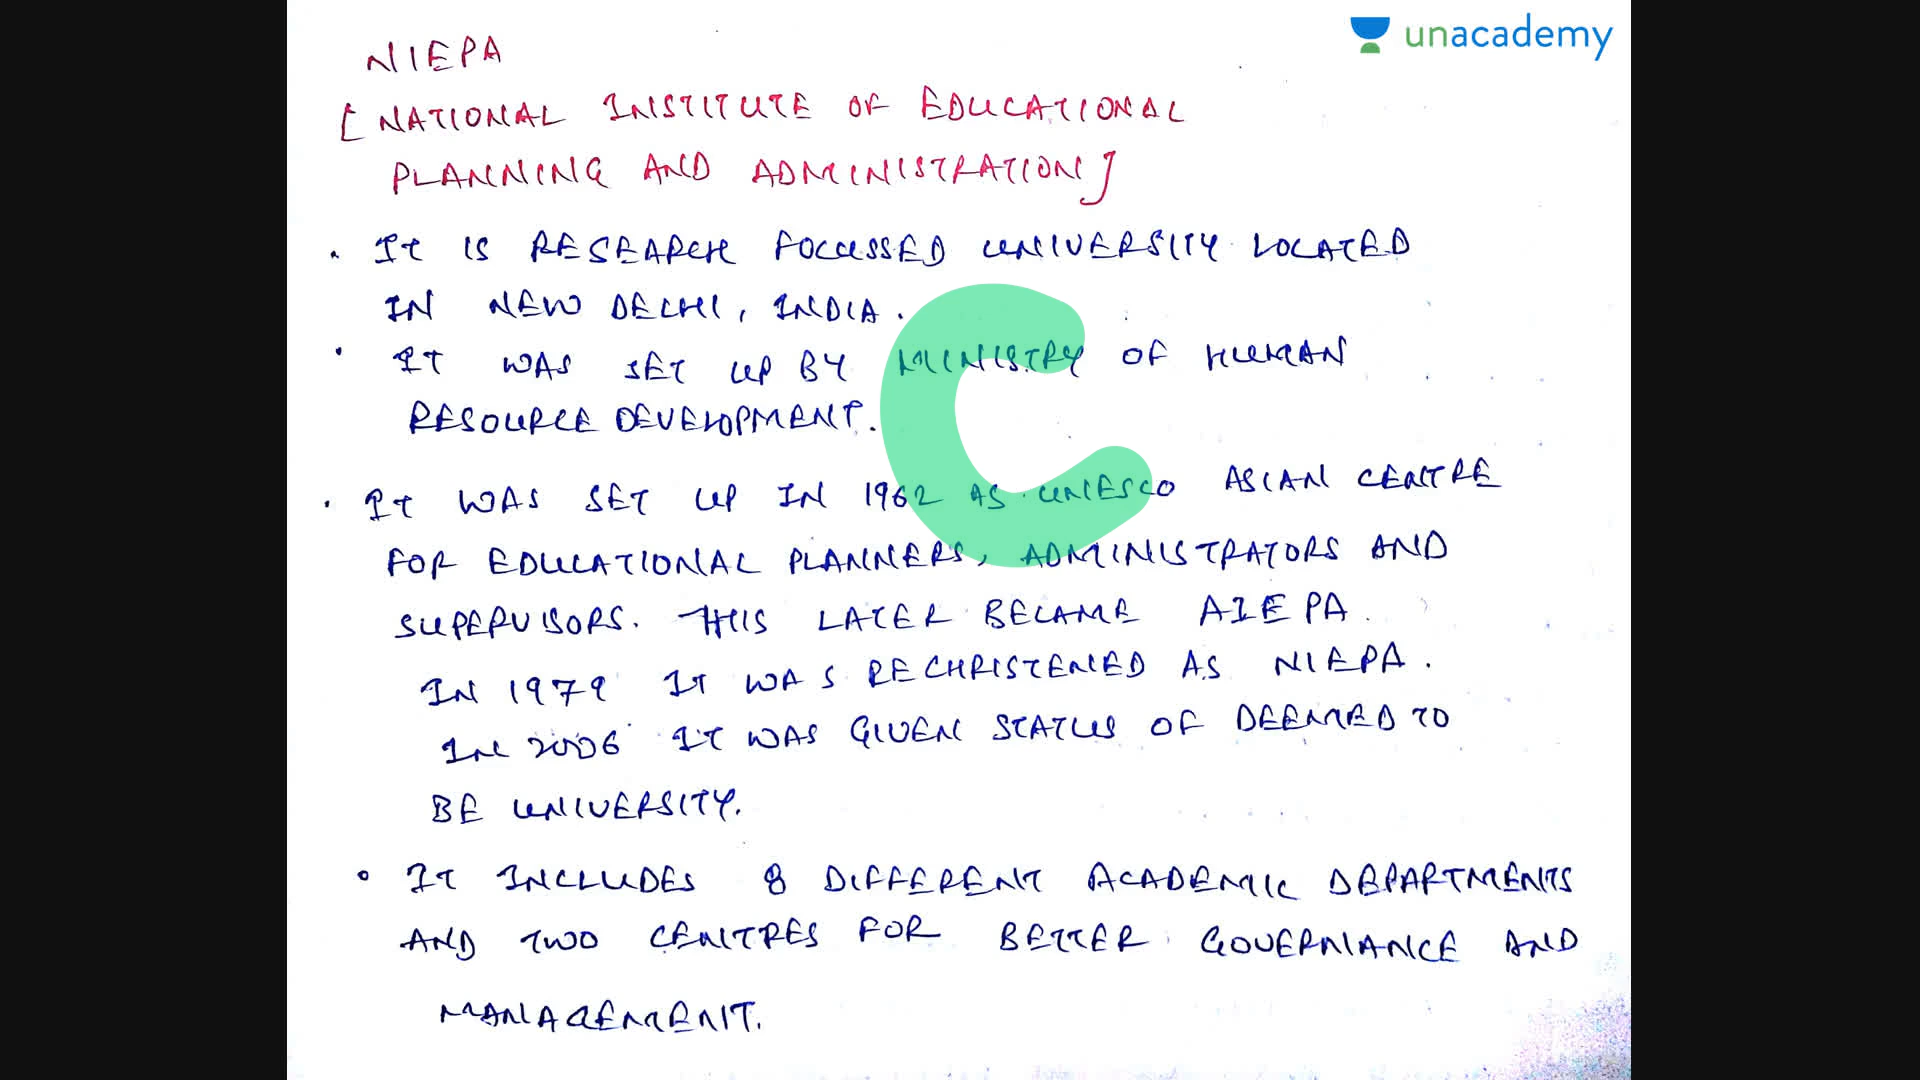 unacademy
NIEPA
[NATIONAL INSTITUTE OF EDUCATIONAL
PLANNING AND ADMINISTRATION]
• IT IS RESEARCH FOCUSSED UNIVERSITY LOCATED
IN NEW DELHI, INDIA.
• IT WAS SET UP BY MINISTRY OF HUMAN
RESOURCE DEVELOPMENT.
• IT WAS SET UP IN 1962 AS UNESCO ASIAN CENTRE
FOR EDUCATIONAL PLANNERS, ADMINISTRATORS AND
SUPERVISORS. THIS LATER BECAME AIEPA.
IN 1979 IT WAS RECHRISTENED AS NIEPA.
IN 2006 IT WAS GIVEN STATUS OF DEEMED TO
BE UNIVERSITY.
• IT INCLUDES 8 DIFFERENT ACADEMIC DEPARTMENTS
AND TWO CENTRES FOR BETTER GOVERNANCE AND
MANAGEMENT.
C